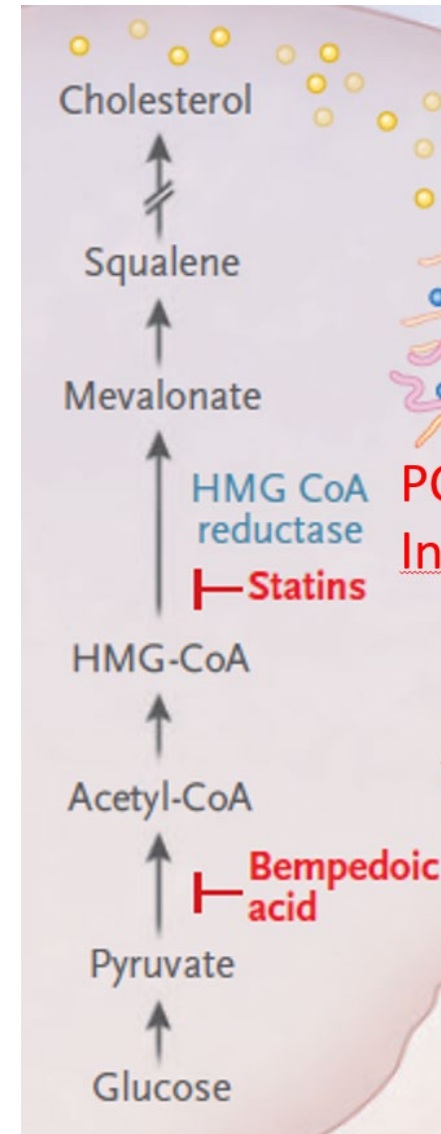 Cholesterol
Squalene
Mevalonate
HMG CoA
reductase
Statins
HMG-CoA
Acetyl-CoA
Bempedoic
acid
Pyruvate
Glucose